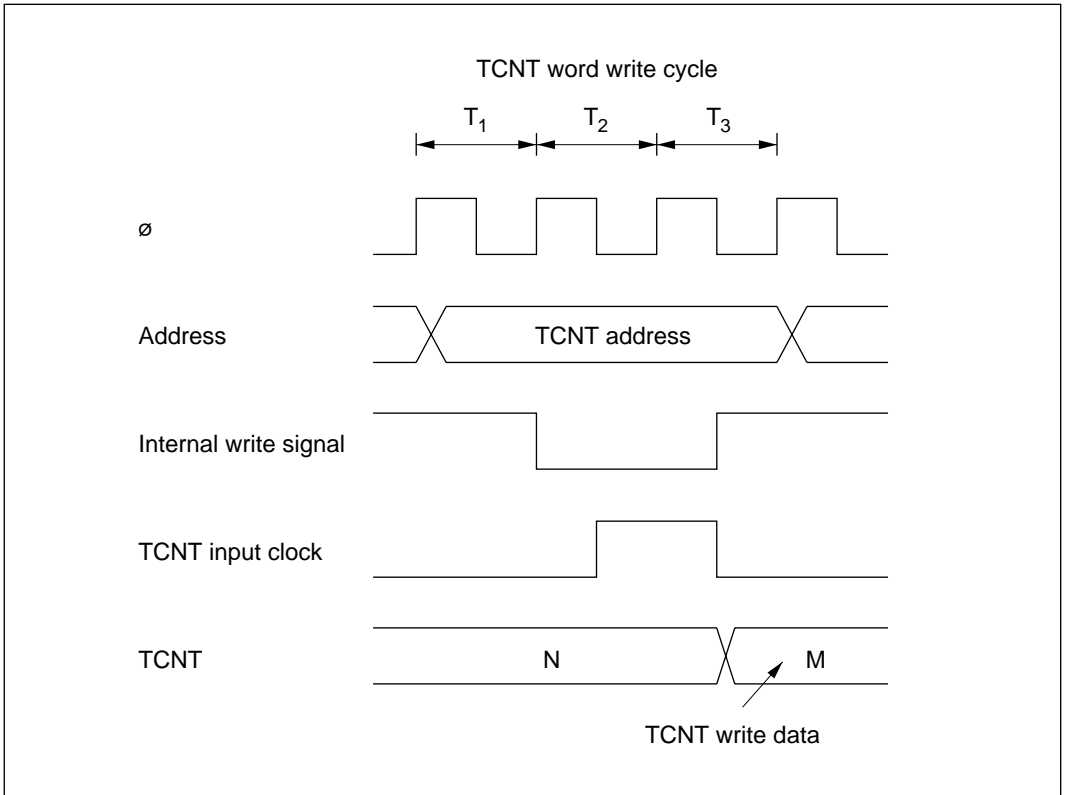 TCNT word write cycle
T1 T2 T3
ø
Address TCNT address
Internal write signal
TCNT input clock
TCNT N M
TCNT write data